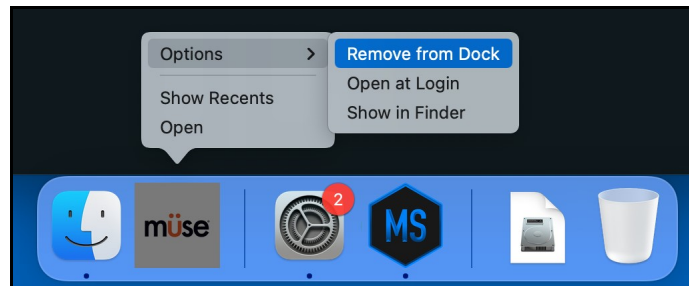 Options
Show Recents
Open
Remove from Dock
Open at Login
Show in Finder
müse
2
MS